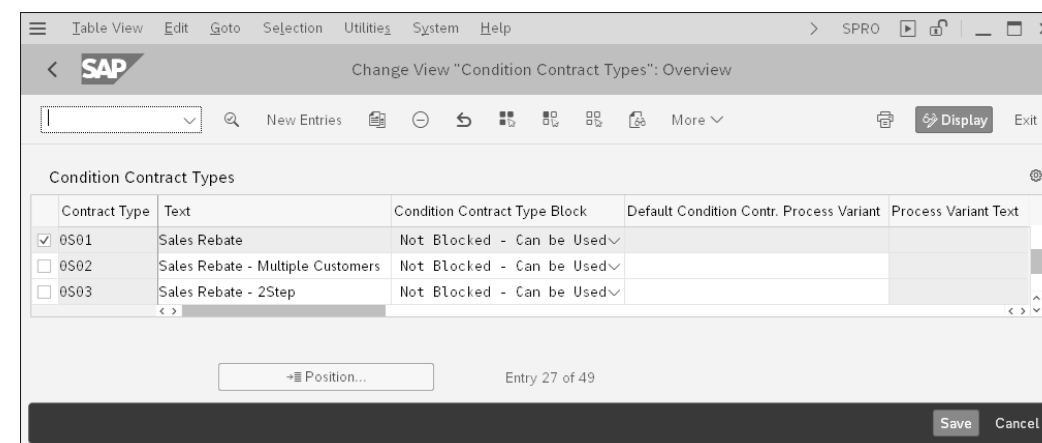 Table View Edit Goto Selection Utilities System Help SPRO
SAP Change View "Condition Contract Types": Overview
New Entries More Display Exit
Condition Contract Types
Contract Type Text Condition Contract Type Block Default Condition Contr. Process Variant Process Variant Text
0S01 Sales Rebate Not Blocked - Can be Used
0S02 Sales Rebate - Multiple Customers Not Blocked - Can be Used
0S03 Sales Rebate - 2Step Not Blocked - Can be Used
Position... Entry 27 of 49
Save Cancel